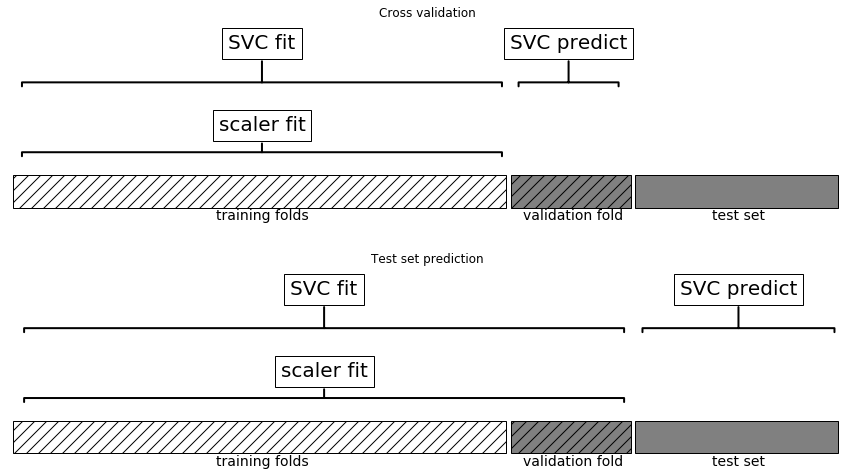 Cross validation
SVC fit
SVC predict
scaler fit
training folds
validation fold
test set
Test set prediction
SVC fit
SVC predict
scaler fit
training folds
validation fold
test set